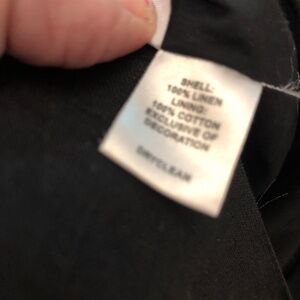 SHELL:
100% LINEN
LINING:
100% COTTON
EXCLUSIVE OF
DECORATION
DRYCLEAN